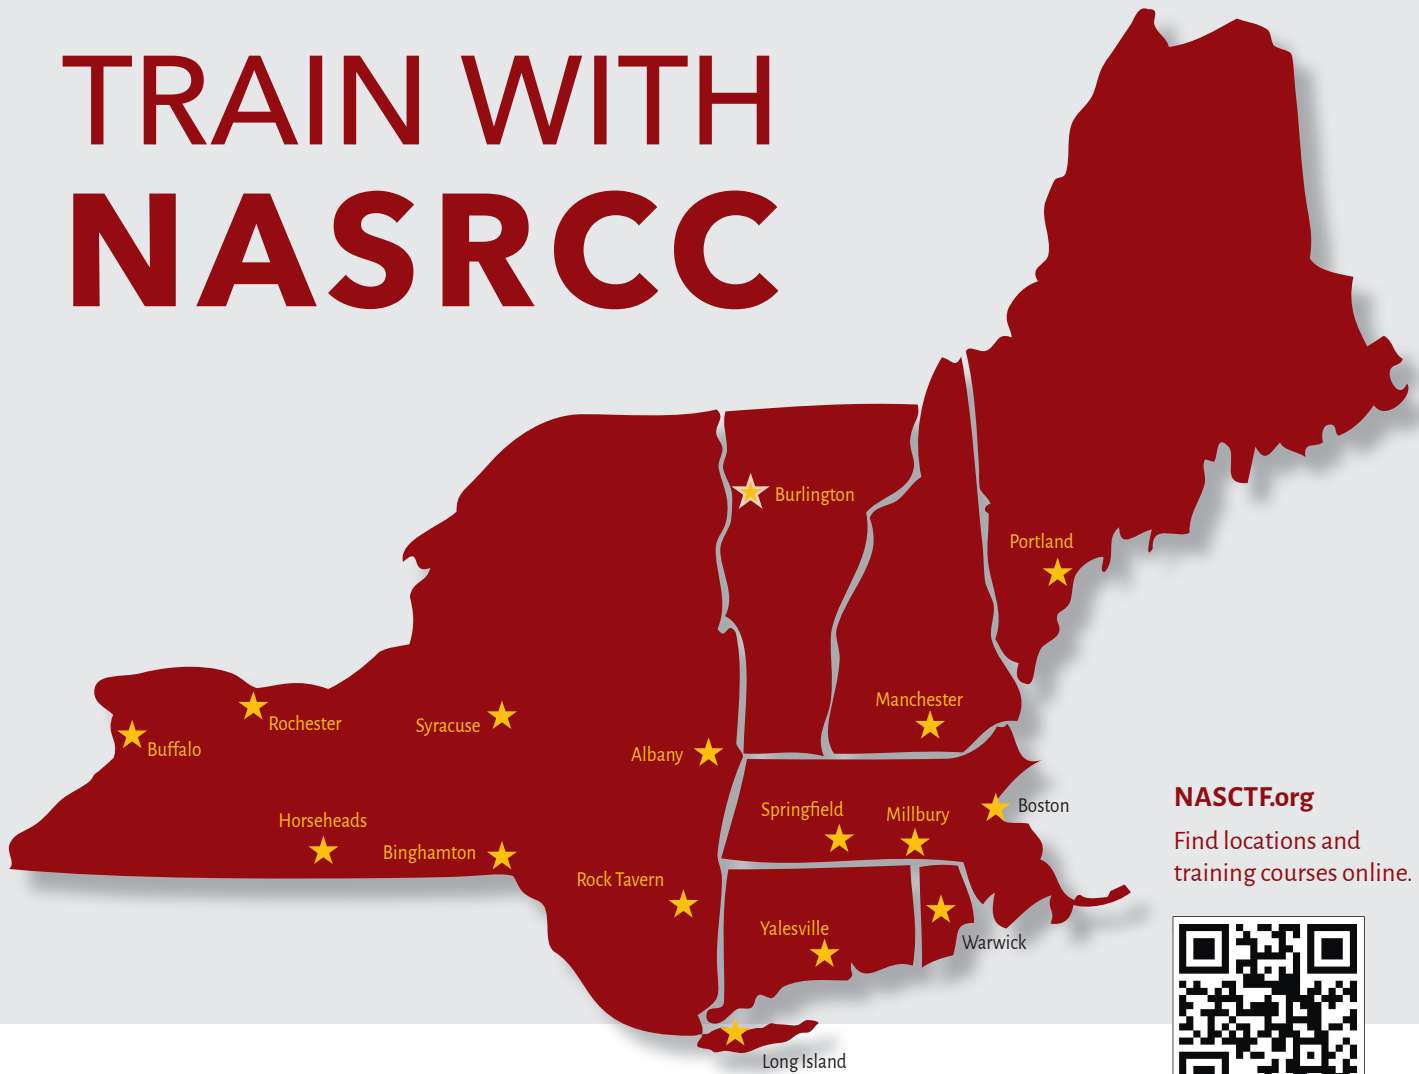 TRAIN WITH
NASRCC
Burlington
Portland
Manchester
Rochester
Syracuse
Buffalo
Albany
Springfield
Millbury
Boston
Horseheads
Binghamton
Rock Tavern
Yalesville
Warwick
Long Island
NASCTF.org
Find locations and
training courses online.